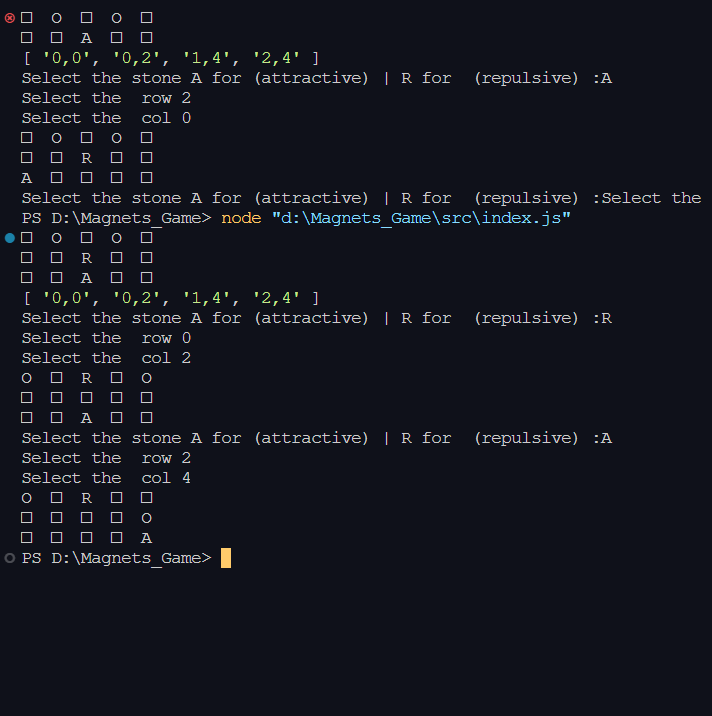 □ O □ O □
□ □ A □ □
[ '0,0', '0,2', '1,4', '2,4' ]
Select the stone A for (attractive) | R for  (repulsive) :A
Select the  row 2
Select the  col 0
□ O □ O □
□ □ R □ □
A □ □ □ □
Select the stone A for (attractive) | R for  (repulsive) :Select the
PS D:\Magnets_Game> node "d:\Magnets_Game\src\index.js"
□ O □ O □
□ □ R □ □
□ □ A □ □
[ '0,0', '0,2', '1,4', '2,4' ]
Select the stone A for (attractive) | R for  (repulsive) :R
Select the  row 0
Select the  col 2
O □ R □ O
□ □ □ □ □
□ □ A □ □
Select the stone A for (attractive) | R for  (repulsive) :A
Select the  row 2
Select the  col 4
O □ R □ □
□ □ □ □ O
□ □ □ □ A
PS D:\Magnets_Game>